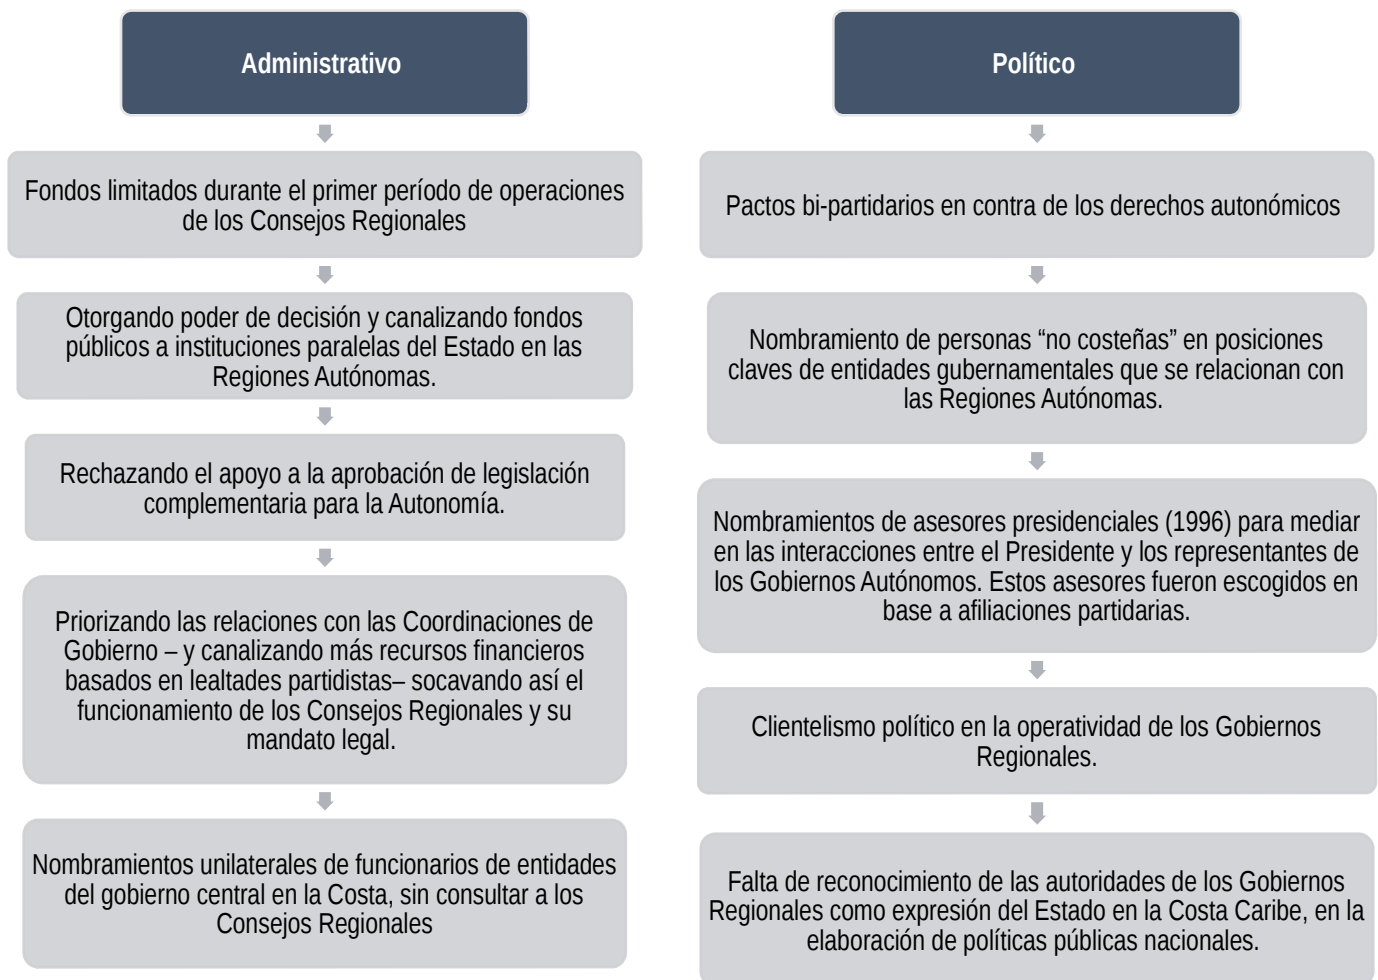 Administrativo
Fondos limitados durante el primer período de operaciones
de los Consejos Regionales
Otorgando poder de decisión y canalizando fondos
públicos a instituciones paralelas del Estado en las
Regiones Autónomas.
Rechazando el apoyo a la aprobación de legislación
complementaria para la Autonomía.
Priorizando las relaciones con las Coordinaciones de
Gobierno – y canalizando más recursos financieros
basados en lealtades partidistas– socavando así el
funcionamiento de los Consejos Regionales y su
mandato legal.
Nombramientos unilaterales de funcionarios de entidades
del gobierno central en la Costa, sin consultar a los
Consejos Regionales
Político
Pactos bi-partidarios en contra de los derechos autonómicos
Nombramiento de personas “no costeñas” en posiciones
claves de entidades gubernamentales que se relacionan con
las Regiones Autónomas.
Nombramientos de asesores presidenciales (1996) para mediar
en las interacciones entre el Presidente y los representantes de
los Gobiernos Autónomos. Estos asesores fueron escogidos en
base a afiliaciones partidarias.
Clientelismo político en la operatividad de los Gobiernos
Regionales.
Falta de reconocimiento de las autoridades de los Gobiernos
Regionales como expresión del Estado en la Costa Caribe, en la
elaboración de políticas públicas nacionales.